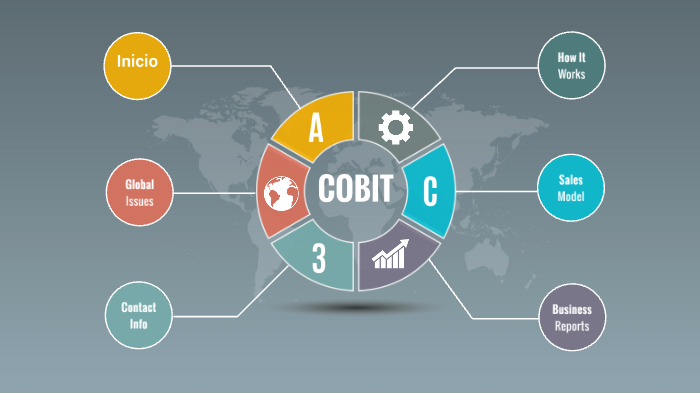 Inicio
How It
Works
A
COBIT
Global
Issues
C
Sales
Model
3
Contact
Info
Business
Reports